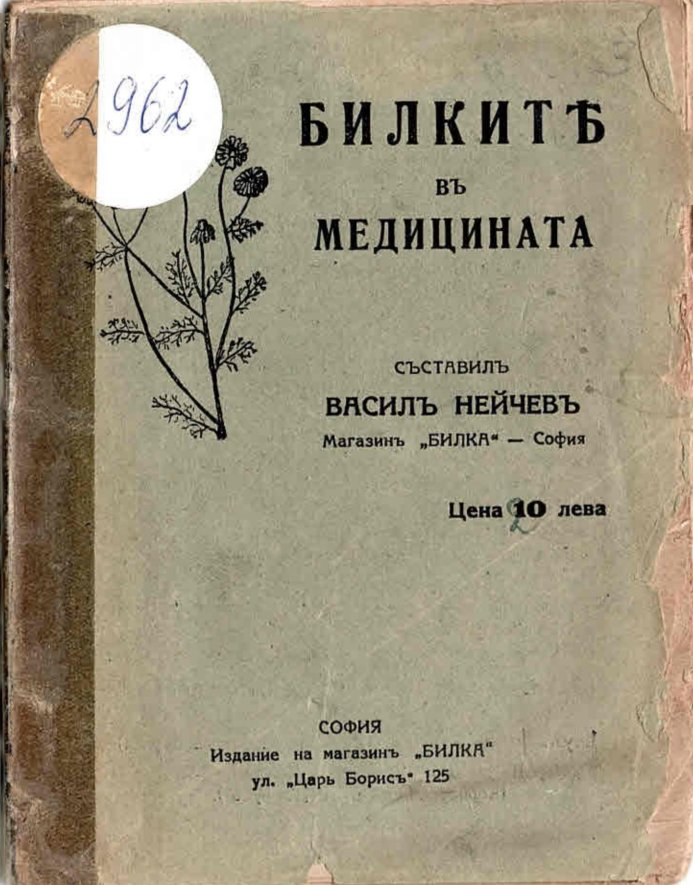 2962
БИЛКИТѢ
ВЪ
МЕДИЦИНАТА
СЪСТАВИЛЪ
ВАСИЛЪ НЕЙЧЕВЪ
Магазинъ „БИЛКА“ — София
Цена 10 лева
СОФИЯ
Издание на магазинъ „БИЛКА“
ул. „Царь Борисъ“ 125